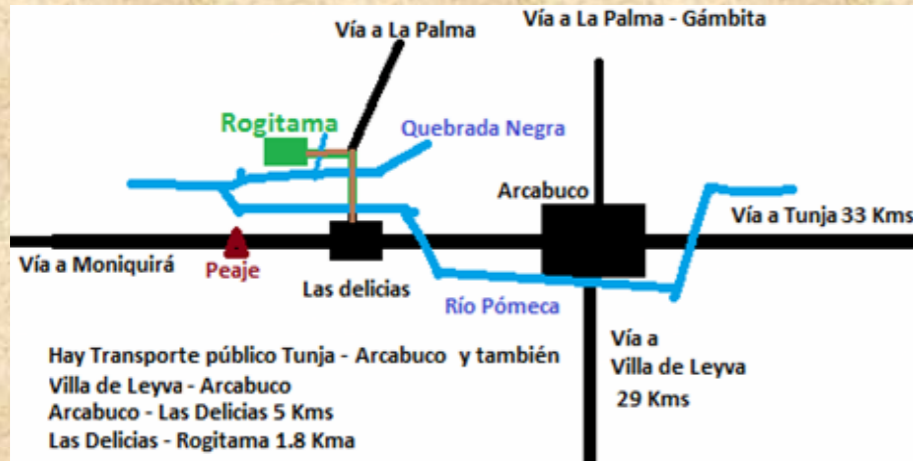 Vía a La Palma - Gámbita
Vía a La Palma
Rogitama
Quebrada Negra
Arcabuco
Vía a Tunja 33 Kms
Vía a Moniquirá
Peaje
Las delicias
Río Pómeca
Vía a
Villa de Leyva
29 Kms
Hay Transporte público Tunja - Arcabuco y también
Villa de Leyva - Arcabuco
Arcabuco - Las Delicias 5 Kms
Las Delicias - Rogitama 1.8 Kma